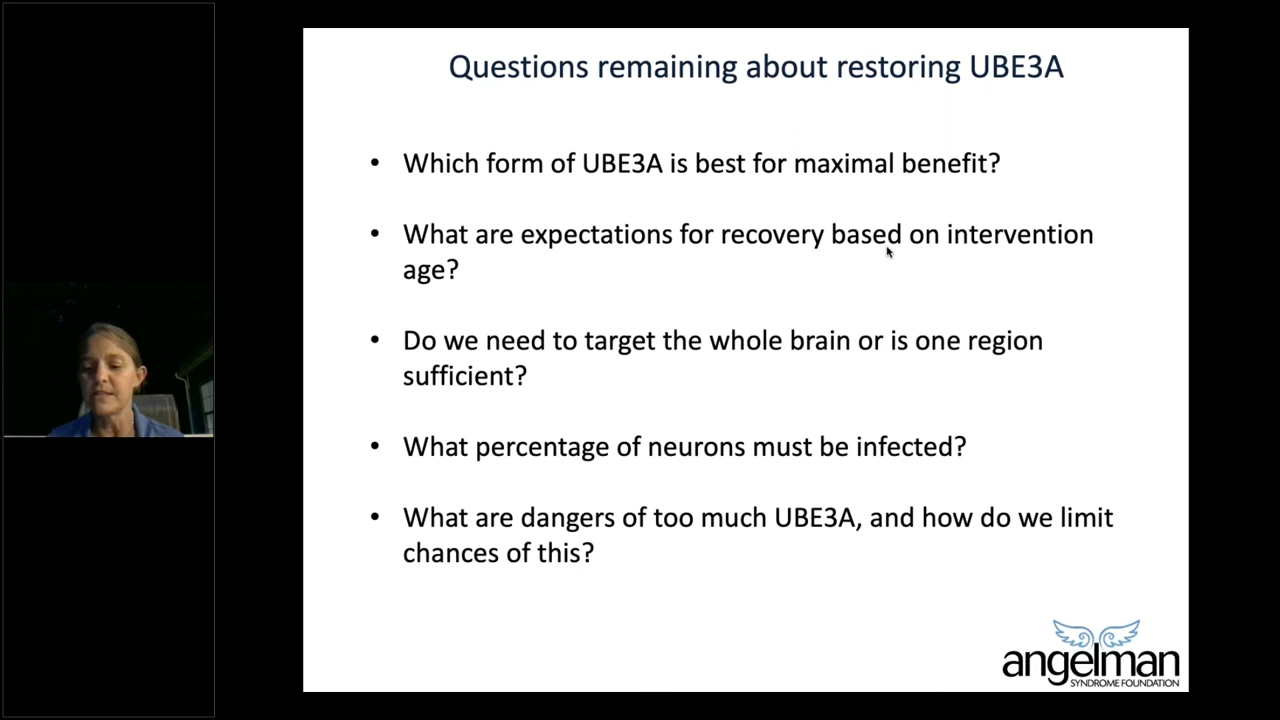 Questions remaining about restoring UBE3A
• Which form of UBE3A is best for maximal benefit?
• What are expectations for recovery based on intervention
age?
• Do we need to target the whole brain or is one region
sufficient?
• What percentage of neurons must be infected?
• What are dangers of too much UBE3A, and how do we limit
chances of this?
angelman
SYNDROME FOUNDATION